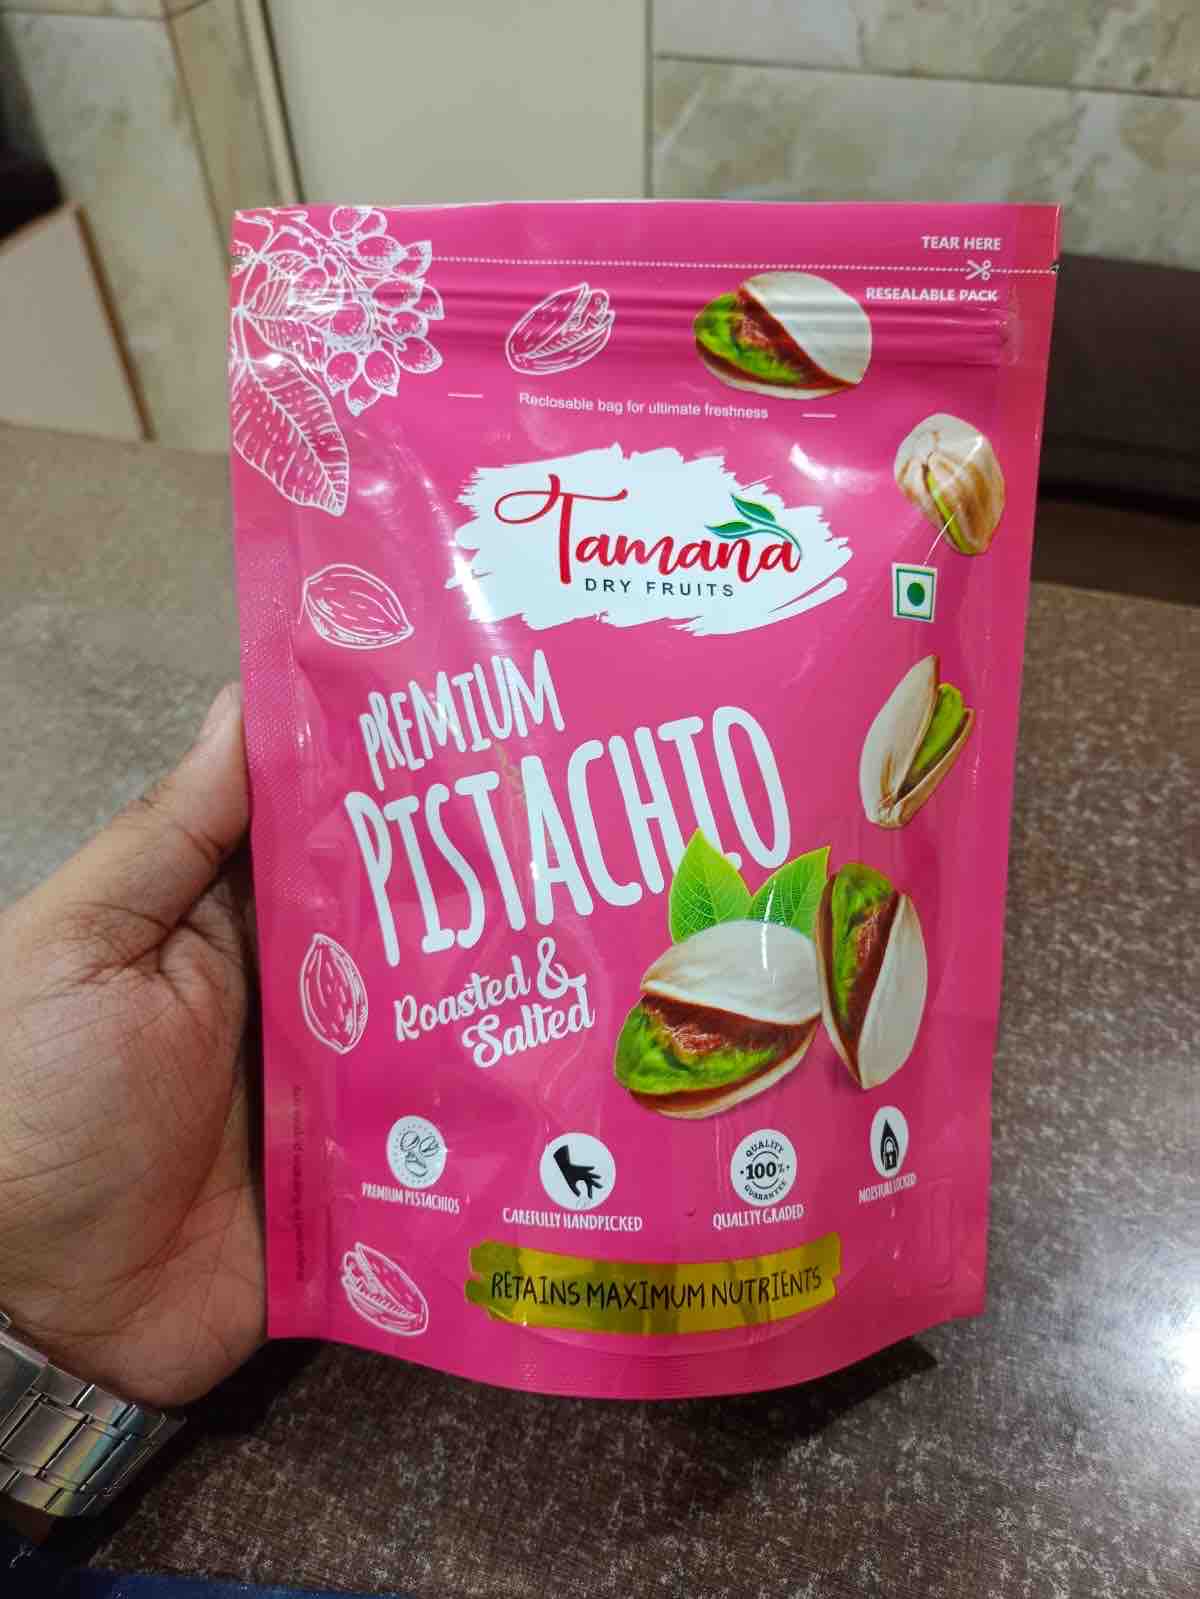 TEAR HERE
RESEALABLE PACK
Reclosable bag for ultimate freshness
Tamana
DRY FRUITS
PREMIUM
PISTACHIO
Roasted &
Salted
PREMIUM PISTACHIOS
CAREFULLY HANDPICKED
QUALITY
100%
GUARANTEE
QUALITY GRADED
MOISTURE LOCKED
RETAINS MAXIMUM NUTRIENTS